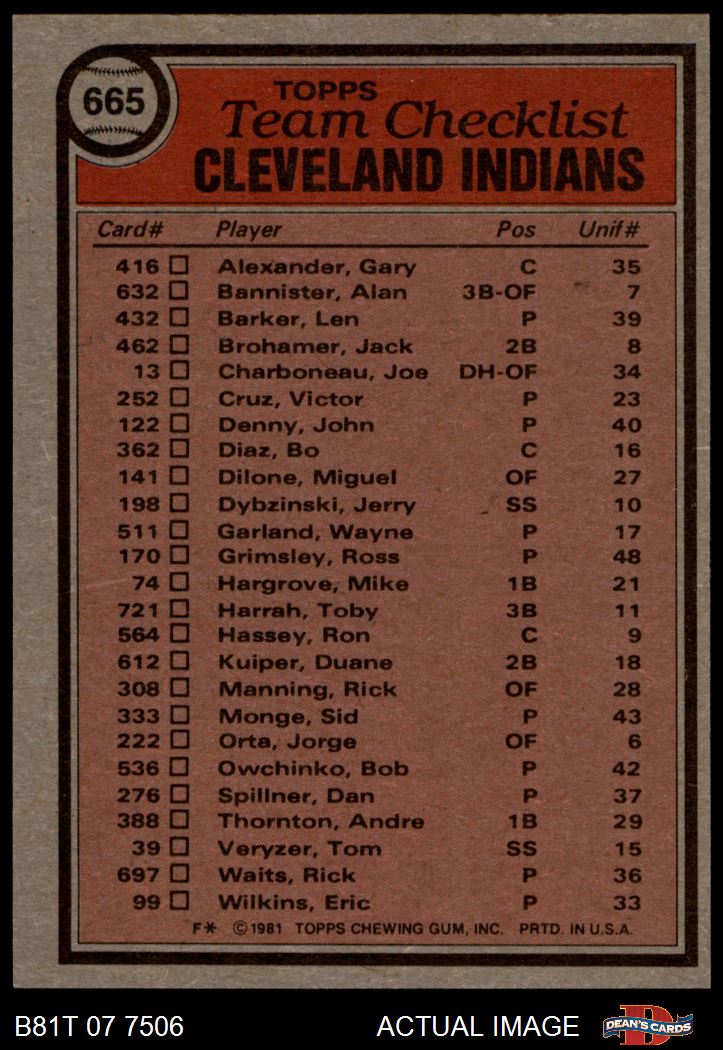 665
TOPPS
Team Checklist
CLEVELAND INDIANS
Card# Player Pos Unif#
416 Alexander, Gary C 35
632 Bannister, Alan 3B-OF 7
432 Barker, Len P 39
462 Brohamer, Jack 2B 8
13 Charboneau, Joe DH-OF 34
252 Cruz, Victor P 23
122 Denny, John P 40
362 Diaz, Bo C 16
141 Dilone, Miguel OF 27
198 Dybzinski, Jerry SS 10
511 Garland, Wayne P 17
170 Grimsley, Ross P 48
74 Hargrove, Mike 1B 21
721 Harrah, Toby 3B 11
564 Hassey, Ron C 9
612 Kuiper, Duane 2B 18
308 Manning, Rick OF 28
333 Monge, Sid P 43
222 Orta, Jorge OF 6
536 Owchinko, Bob P 42
276 Spillner, Dan P 37
388 Thornton, Andre 1B 29
39 Veryzer, Tom SS 15
697 Waits, Rick P 36
99 Wilkins, Eric P 33
F* ©1981 TOPPS CHEWING GUM, INC. PRTD. IN U.S.A.
B81T 07 7506 ACTUAL IMAGE DEAN'S CARDS